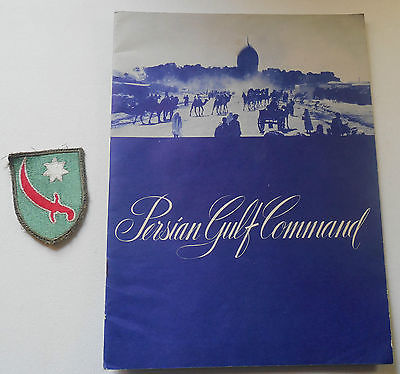 Persian Gulf Command